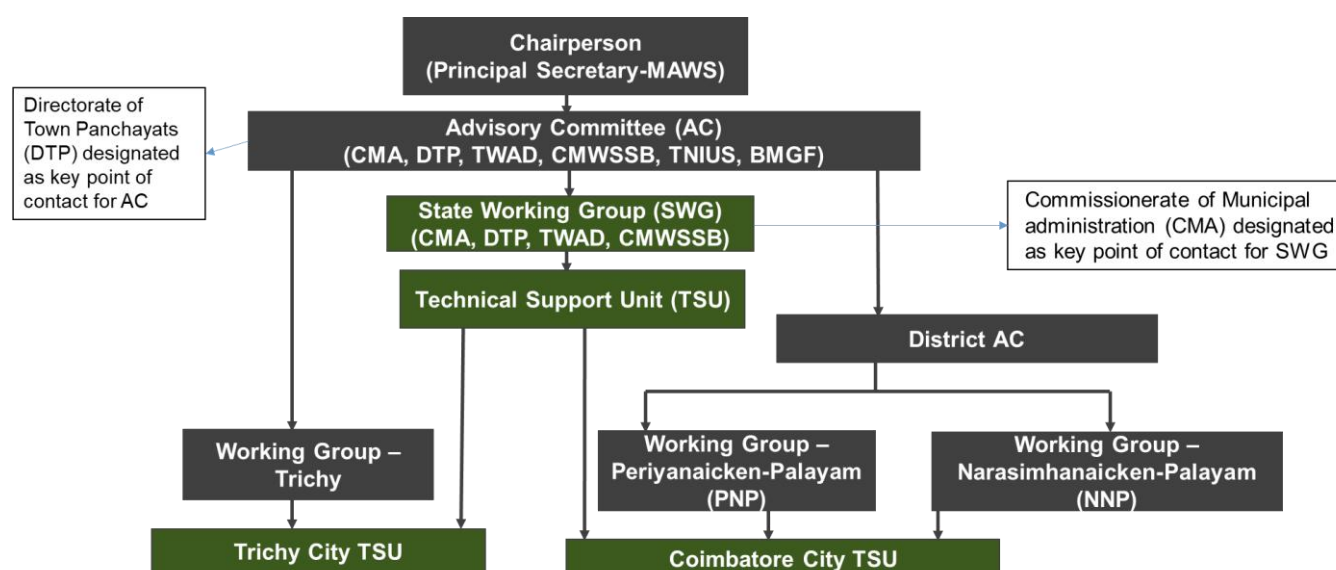 Chairperson
(Principal Secretary-MAWS)
Directorate of
Town Panchayats
(DTP) designated
as key point of
contact for AC
Advisory Committee (AC)
(CMA, DTP, TWAD, CMWSSB, TNIUS, BMGF)
State Working Group (SWG)
(CMA, DTP, TWAD, CMWSSB)
Commissionerate of Municipal
administration (CMA) designated
as key point of contact for SWG
Technical Support Unit (TSU)
District AC
Working Group –
Trichy
Working Group –
Periyanaicken-Palayam
(PNP)
Working Group –
Narasimhanaicken-Palayam
(NNP)
Trichy City TSU
Coimbatore City TSU